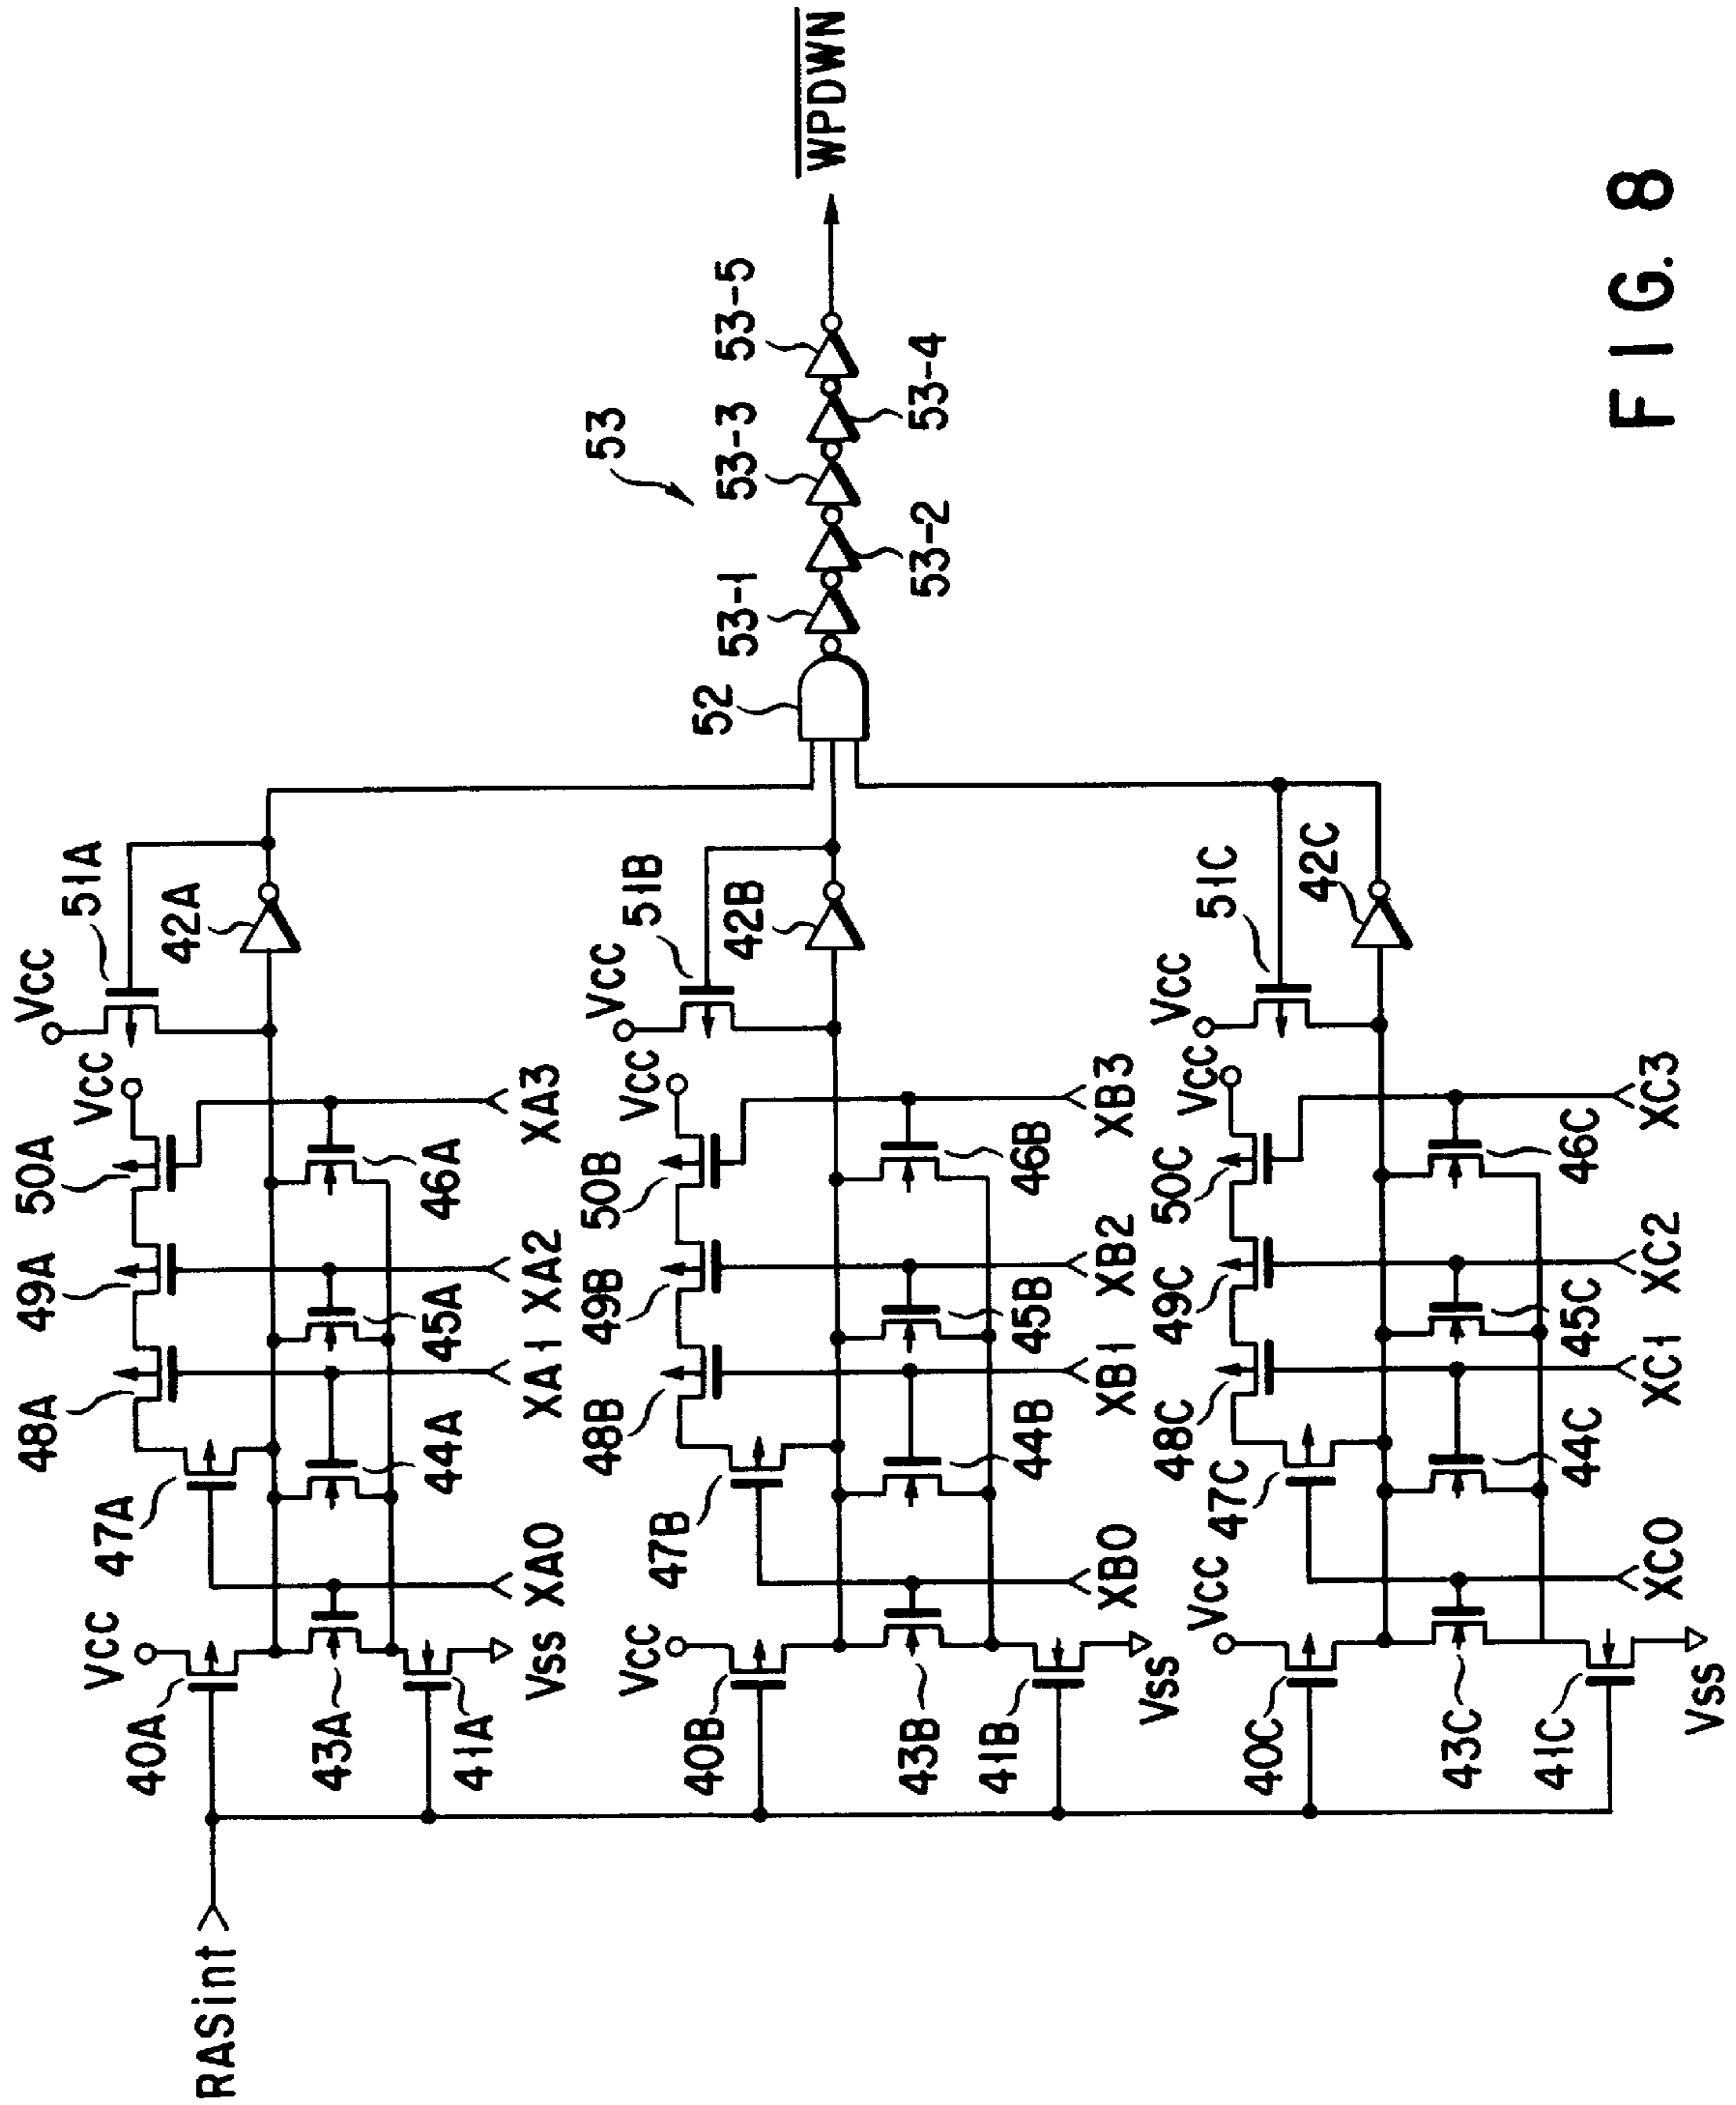 RASint
Vcc
40A
43A
41A
Vss
47A
XA0
48A
44A
XA1
49A
45A
XA2
50A
46A
XA3
Vcc
Vcc
51A
42A
Vcc
40B
43B
41B
Vss
47B
XB0
48B
44B
XB1
49B
45B
XB2
50B
46B
XB3
Vcc
Vcc
51B
42B
Vcc
40C
43C
41C
Vss
47C
XC0
48C
44C
XC1
49C
45C
XC2
50C
46C
XC3
Vcc
Vcc
51C
42C
52
53
53-1
53-2
53-3
53-4
53-5
WPDWN
FIG. 8